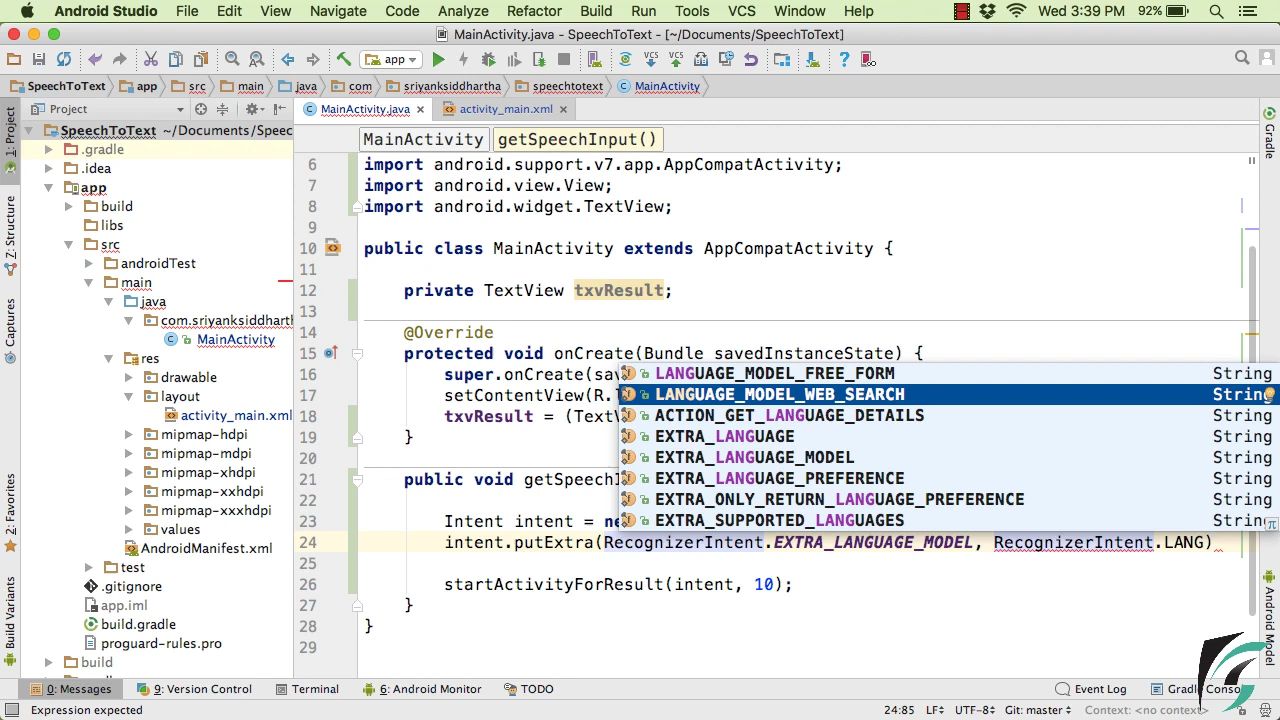 Android Studio File Edit View Navigate Code Analyze Refactor Build Run Tools VCS Window Help Wed 3:39 PM 92%
MainActivity.java - SpeechToText - [~/Documents/SpeechToText]
app VCS VCS
SpeechToText app src main java com sriyanksiddhartha speechtotext MainActivity
Project MainActivity.java activity_main.xml
MainActivity getSpeechInput()
1: Project
Z: Structure
Captures
2: Favorites
Build Variants
SpeechToText ~/Documents/Speec
.gradle
.idea
app
build
libs
src
androidTest
main
java
com.sriyanksiddharth
MainActivity
res
drawable
layout
activity_main.xml
mipmap-hdpi
mipmap-mdpi
mipmap-xhdpi
mipmap-xxhdpi
mipmap-xxxhdpi
values
AndroidManifest.xml
test
.gitignore
app.iml
build.gradle
proguard-rules.pro
build
6 import android.support.v7.app.AppCompatActivity;
7 import android.view.View;
8 import android.widget.TextView;
9
10 public class MainActivity extends AppCompatActivity {
11
12 private TextView txvResult;
13
14 @Override
15 protected void onCreate(Bundle savedInstanceState) {
16 super.onCreate(sav
17 setContentView(R.
18 txvResult = (Text
19 }
20
21 public void getSpeechI
22
23 Intent intent = ne
24 intent.putExtra(RecognizerIntent.EXTRA_LANGUAGE_MODEL, RecognizerIntent.LANG)
25
26 startActivityForResult(intent, 10);
27 }
28 }
29
LANGUAGE_MODEL_FREE_FORM String
LANGUAGE_MODEL_WEB_SEARCH String
ACTION_GET_LANGUAGE_DETAILS String
EXTRA_LANGUAGE String
EXTRA_LANGUAGE_MODEL String
EXTRA_LANGUAGE_PREFERENCE String
EXTRA_ONLY_RETURN_LANGUAGE_PREFERENCE String
EXTRA_SUPPORTED_LANGUAGES String
Gradle
Android Model
0: Messages 9: Version Control Terminal 6: Android Monitor TODO Event Log Gradle Conso
Expression expected 24:85 LF UTF-8 Git: master Context: <no context>